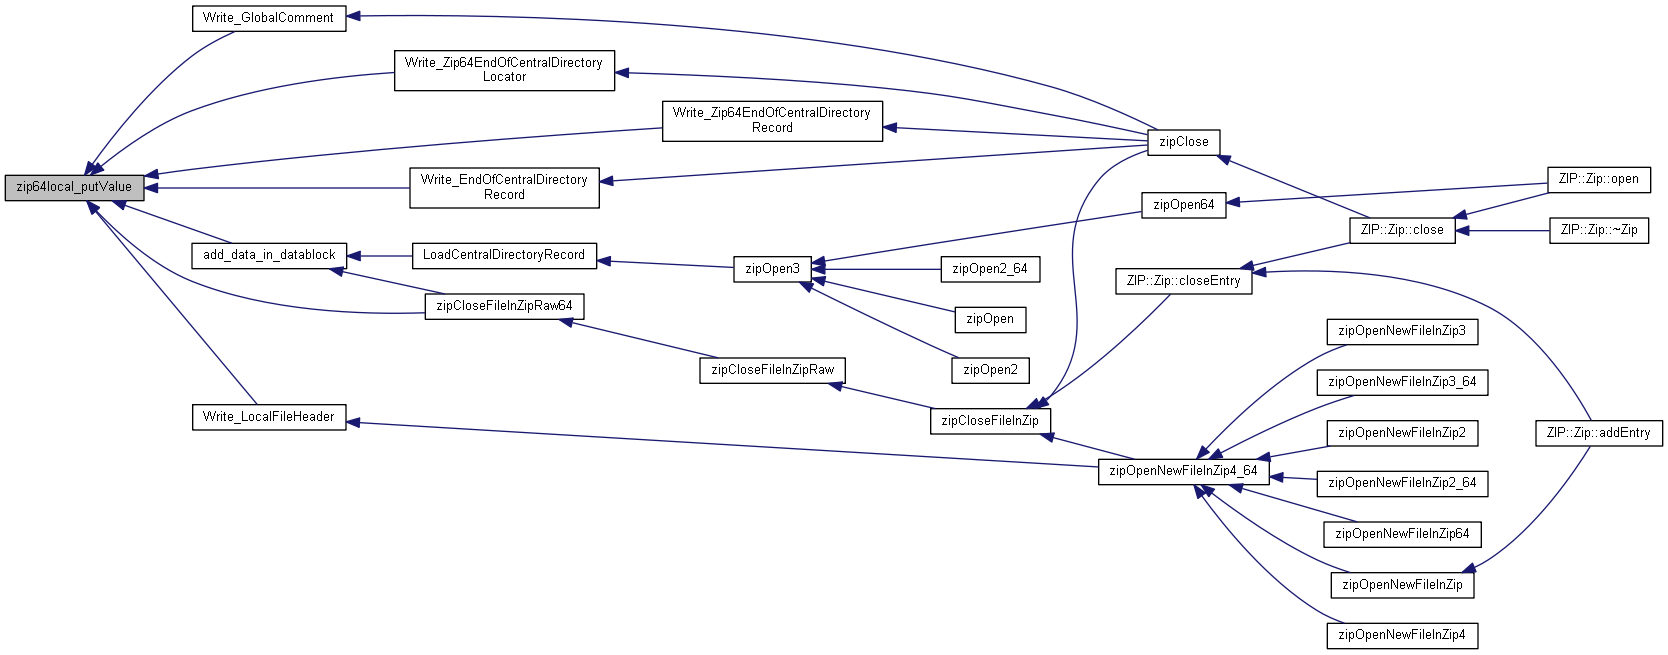 Write_GlobalComment
Write_Zip64EndOfCentralDirectory
Locator
Write_Zip64EndOfCentralDirectory
Record
zipClose
Write_EndOfCentralDirectory
Record
zip64local_putValue
ZIP::Zip::open
zipOpen64
ZIP::Zip::close
ZIP::Zip::~Zip
add_data_in_datablock
LoadCentralDirectoryRecord
zipOpen3
zipOpen2_64
ZIP::Zip::closeEntry
zipCloseFileInZipRaw64
zipOpen
zipOpenNewFileInZip3
zipCloseFileInZipRaw
zipOpen2
zipOpenNewFileInZip3_64
Write_LocalFileHeader
zipCloseFileInZip
zipOpenNewFileInZip2
ZIP::Zip::addEntry
zipOpenNewFileInZip4_64
zipOpenNewFileInZip2_64
zipOpenNewFileInZip64
zipOpenNewFileInZip
zipOpenNewFileInZip4